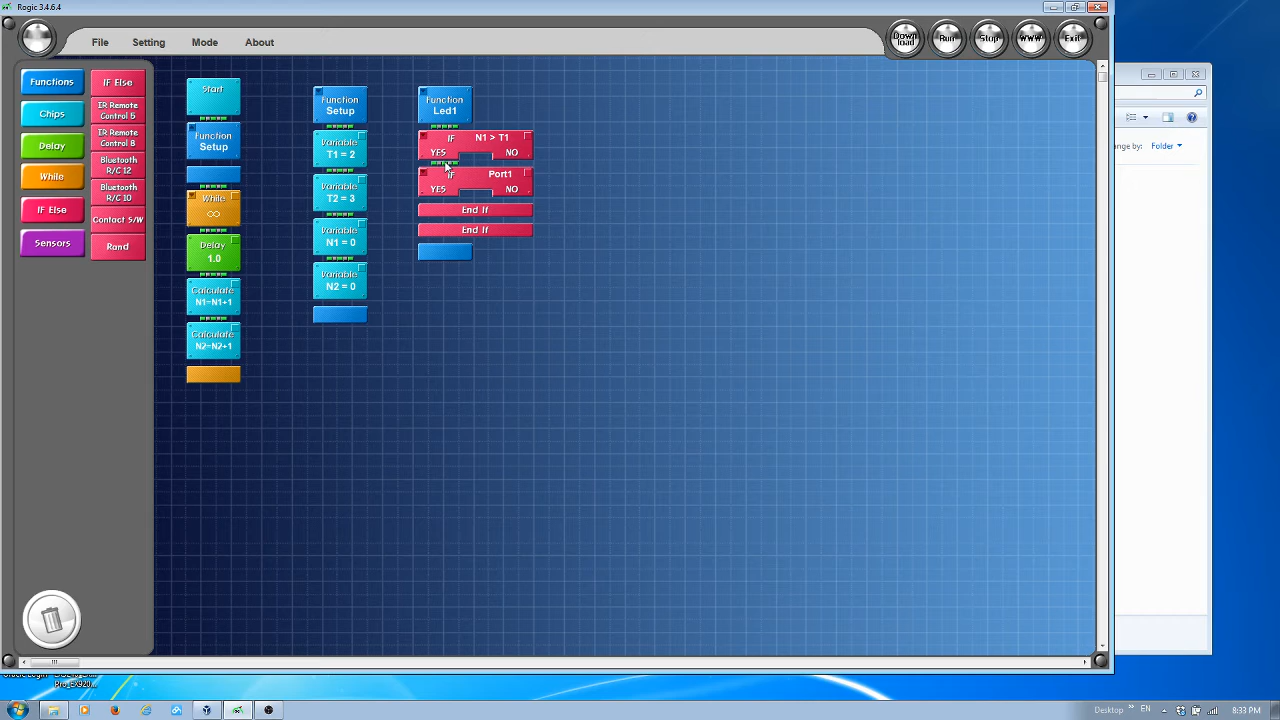 Rogic 3.4.6.4
File Setting Mode About
Down load
Run
Stop
WWW
Exit
Functions
Chips
Delay
While
IF Else
Sensors
IF Else
IR Remote Control 5
IR Remote Control 8
Bluetooth R/C 12
Bluetooth R/C 10
Contact S/W
Rand
Start
Function
Setup
While
∞
Delay
1.0
Calculate
N1=N1+1
Calculate
N2=N2+1
Function
Setup
Variable
T1 = 2
Variable
T2 = 3
Variable
N1 = 0
Variable
N2 = 0
Function
Led1
IF N1 > T1
YES NO
IF Port1
YES NO
End If
End If
nge by: Folder
Desktop » EN 8:33 PM